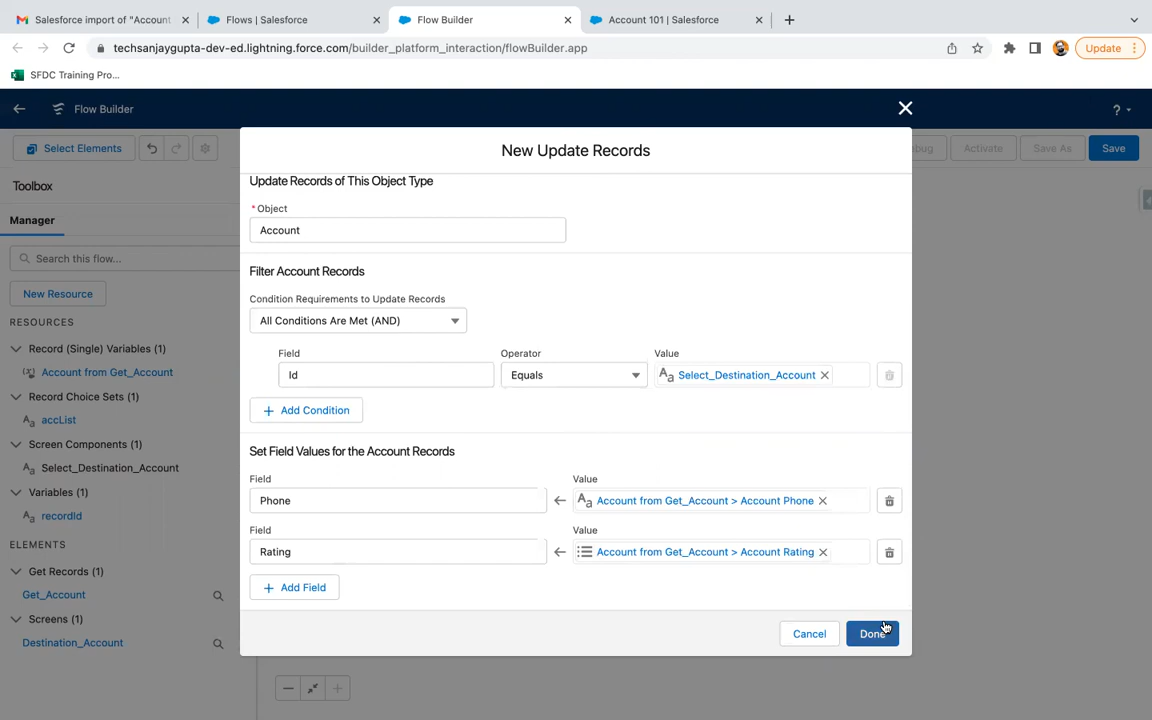 Salesforce import of "Account
Flows | Salesforce
Flow Builder
Account 101 | Salesforce
techsanjaygupta-dev-ed.lightning.force.com/builder_platform_interaction/flowBuilder.app
Update
SFDC Training Pro...
Flow Builder
?
Select Elements
Activate
Save As
Save
Toolbox
Manager
Search this flow...
New Resource
RESOURCES
Record (Single) Variables (1)
Account from Get_Account
Record Choice Sets (1)
accList
Screen Components (1)
Select_Destination_Account
Variables (1)
recordId
ELEMENTS
Get Records (1)
Get_Account
Screens (1)
Destination_Account
New Update Records
Update Records of This Object Type
* Object
Account
Filter Account Records
Condition Requirements to Update Records
All Conditions Are Met (AND)
Field Operator Value
Id Equals Select_Destination_Account
+ Add Condition
Set Field Values for the Account Records
Field Value
Phone Account from Get_Account > Account Phone
Field Value
Rating Account from Get_Account > Account Rating
+ Add Field
Cancel Done